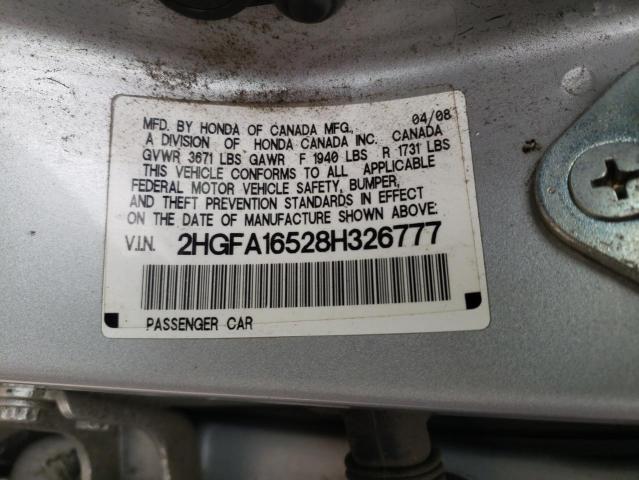 MFD. BY HONDA OF CANADA MFG., 04/08
A DIVISION OF HONDA CANADA INC. CANADA
GVWR 3671 LBS GAWR F 1940 LBS R 1731 LBS
THIS VEHICLE CONFORMS TO ALL APPLICABLE
FEDERAL MOTOR VEHICLE SAFETY, BUMPER,
AND THEFT PREVENTION STANDARDS IN EFFECT
ON THE DATE OF MANUFACTURE SHOWN ABOVE.
V.I.N. 2HGFA16528H326777
PASSENGER CAR